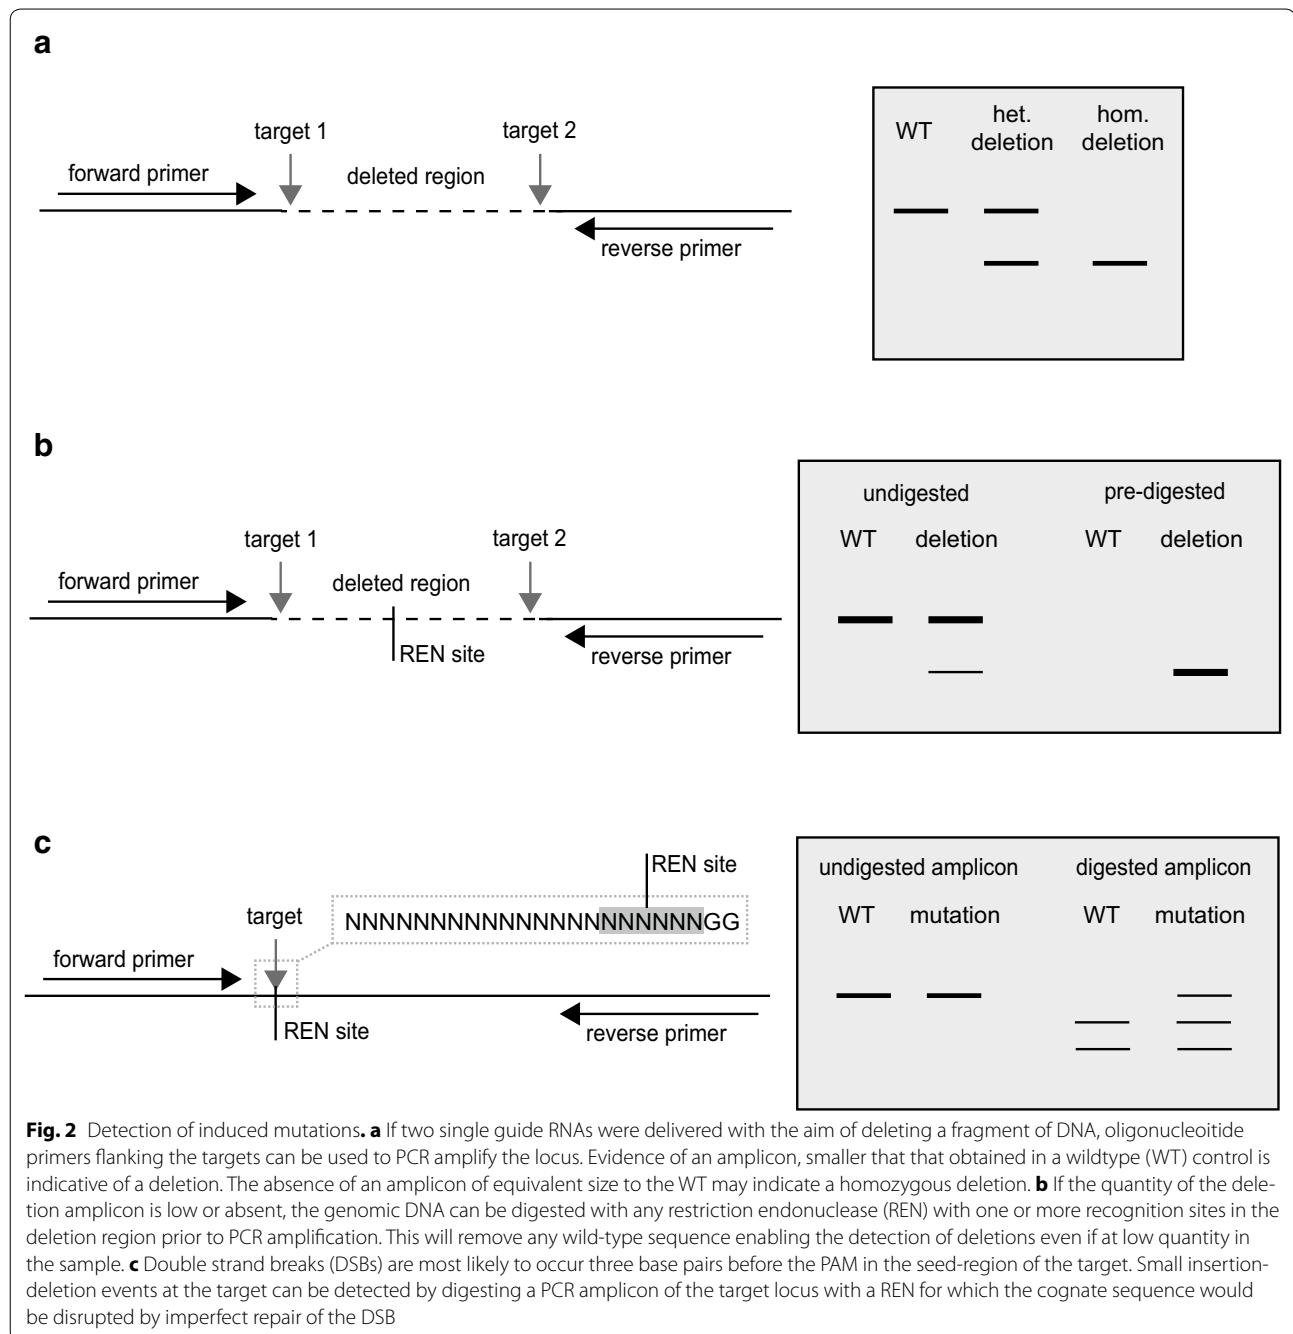 a
target 1
target 2
forward primer
deleted region
reverse primer
WT
het.
deletion
hom.
deletion
b
target 1
target 2
forward primer
deleted region
REN site
reverse primer
undigested
pre-digested
WT
deletion
WT
deletion
c
REN site
target
NNNNNNNNNNNNNNNNNNNNNGG
forward primer
REN site
reverse primer
undigested amplicon
digested amplicon
WT
mutation
WT
mutation
Fig. 2 Detection of induced mutations. a If two single guide RNAs were delivered with the aim of deleting a fragment of DNA, oligonucleoitide
primers flanking the targets can be used to PCR amplify the locus. Evidence of an amplicon, smaller that that obtained in a wildtype (WT) control is
indicative of a deletion. The absence of an amplicon of equivalent size to the WT may indicate a homozygous deletion. b If the quantity of the dele-
tion amplicon is low or absent, the genomic DNA can be digested with any restriction endonuclease (REN) with one or more recognition sites in the
deletion region prior to PCR amplification. This will remove any wild-type sequence enabling the detection of deletions even if at low quantity in
the sample. c Double strand breaks (DSBs) are most likely to occur three base pairs before the PAM in the seed-region of the target. Small insertion-
deletion events at the target can be detected by digesting a PCR amplicon of the target locus with a REN for which the cognate sequence would
be disrupted by imperfect repair of the DSB